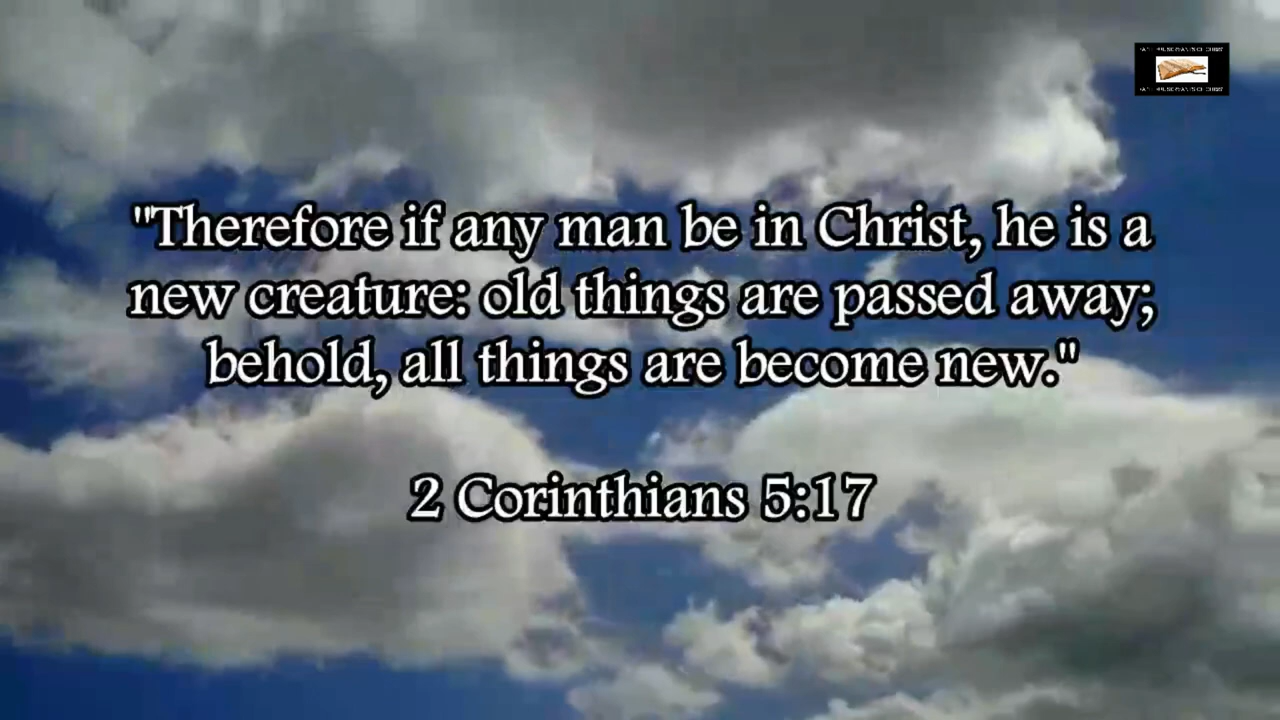 "Therefore if any man be in Christ, he is a
new creature: old things are passed away;
behold, all things are become new."
2 Corinthians 5:17